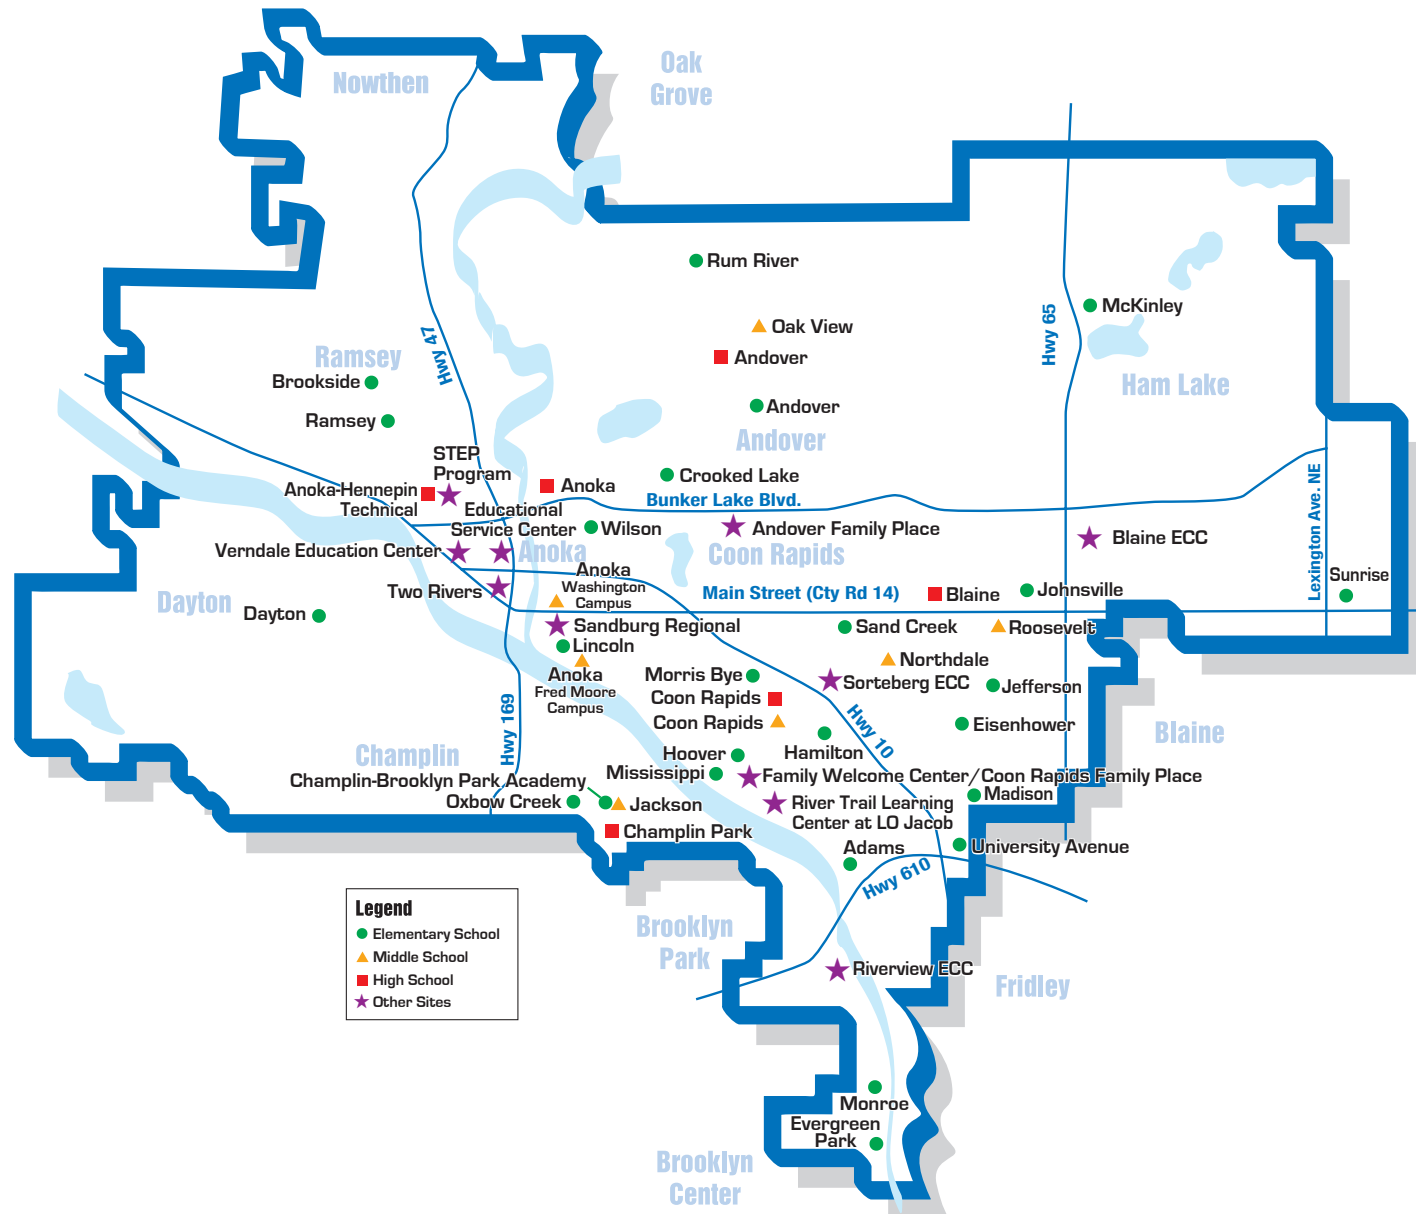 Nowthen
Oak
Grove
Rum River
McKinley
Oak View
Andover
Hwy 47
Hwy 65
Ramsey
Brookside
Ham Lake
Andover
Ramsey
Andover
STEP
Program
Crooked Lake
Anoka-Hennepin
Technical
Anoka
Bunker Lake Blvd.
Lexington Ave. NE
Educational
Service Center
Wilson
Andover Family Place
Blaine ECC
Verndale Education Center
Anoka
Coon Rapids
Anoka
Washington
Campus
Sunrise
Two Rivers
Main Street (Cty Rd 14)
Blaine
Johnsville
Dayton
Dayton
Sandburg Regional
Sand Creek
Roosevelt
Lincoln
Northdale
Anoka
Fred Moore
Campus
Morris Bye
Sorteberg ECC
Jefferson
Coon Rapids
Hwy 169
Coon Rapids
Hwy 10
Eisenhower
Blaine
Champlin
Hoover
Hamilton
Mississippi
Family Welcome Center/Coon Rapids Family Place
Champlin-Brooklyn Park Academy
Oxbow Creek
Jackson
River Trail Learning
Center at LO Jacob
Madison
Champlin Park
Adams
University Avenue
Hwy 610
Legend
Elementary School
Middle School
High School
Other Sites
Brooklyn
Park
Riverview ECC
Fridley
Monroe
Evergreen
Park
Brooklyn
Center